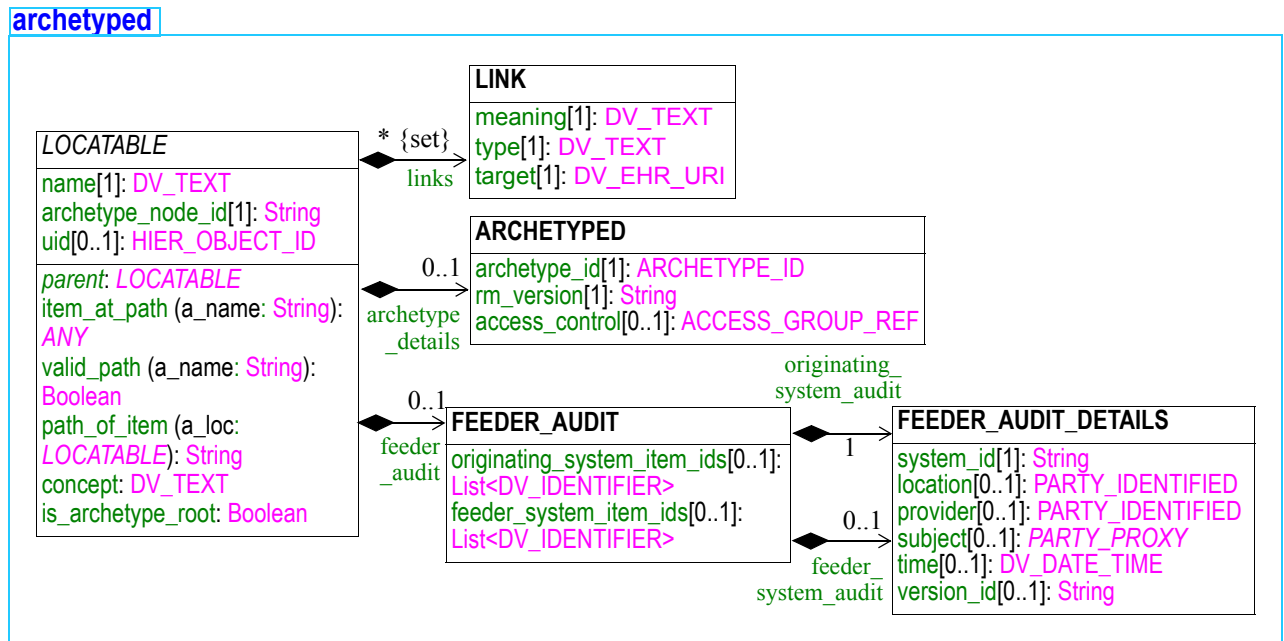 archetyped
LOCATABLE
name[1]: DV_TEXT
archetype_node_id[1]: String
uid[0..1]: HIER_OBJECT_ID
parent: LOCATABLE
item_at_path (a_name: String):
ANY
valid_path (a_name: String):
Boolean
path_of_item (a_loc:
LOCATABLE): String
concept: DV_TEXT
is_archetype_root: Boolean
* {set}
links
LINK
meaning[1]: DV_TEXT
type[1]: DV_TEXT
target[1]: DV_EHR_URI
0..1
archetype
_details
ARCHETYPED
archetype_id[1]: ARCHETYPE_ID
rm_version[1]: String
access_control[0..1]: ACCESS_GROUP_REF
0..1
feeder
_audit
FEEDER_AUDIT
originating_system_item_ids[0..1]:
List<DV_IDENTIFIER>
feeder_system_item_ids[0..1]:
List<DV_IDENTIFIER>
originating_
system_audit
1
0..1
feeder_
system_audit
FEEDER_AUDIT_DETAILS
system_id[1]: String
location[0..1]: PARTY_IDENTIFIED
provider[0..1]: PARTY_IDENTIFIED
subject[0..1]: PARTY_PROXY
time[0..1]: DV_DATE_TIME
version_id[0..1]: String